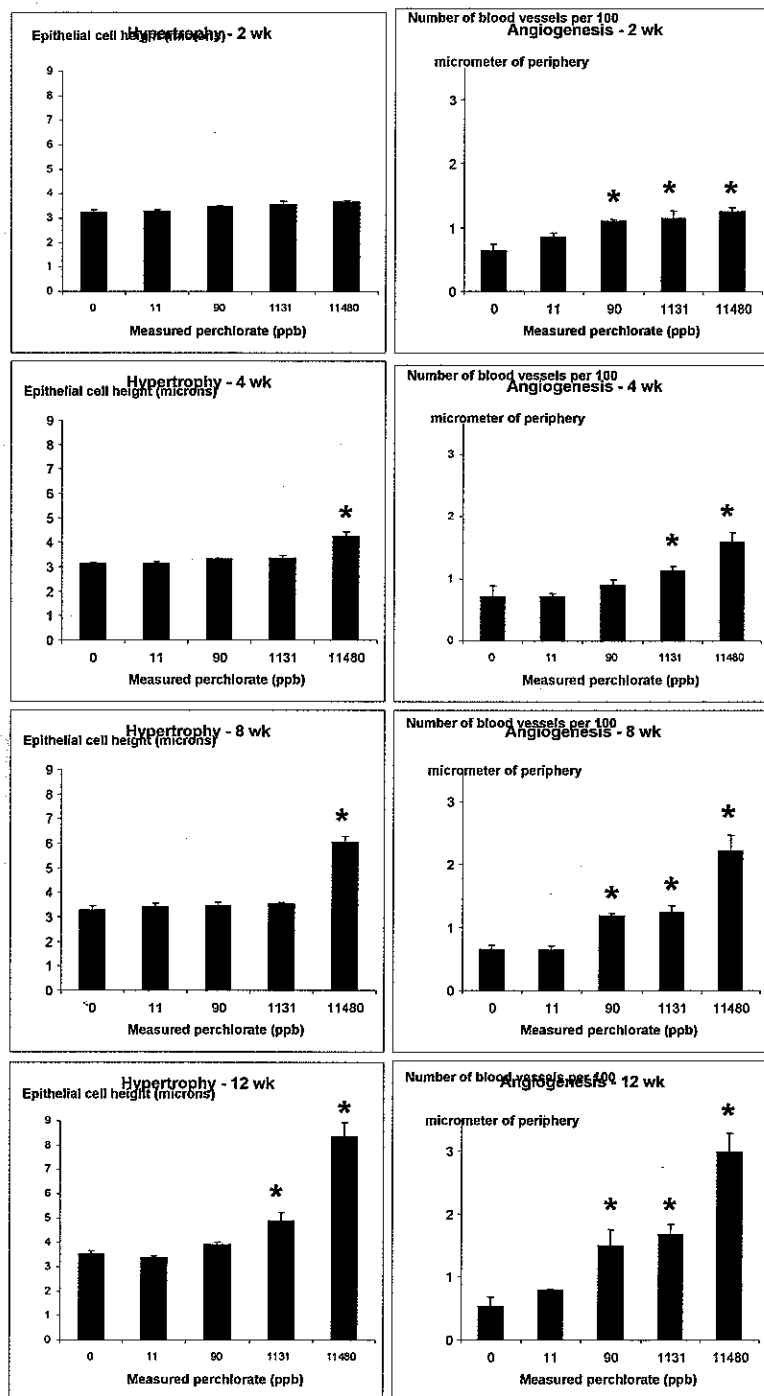 Hypertrophy - 2 wk
Epithelial cell height (microns)
9
8
7
6
5
4
3
2
1
0
0 11 90 1131 11480
Measured perchlorate (ppb)
Number of blood vessels per 100
Angiogenesis - 2 wk
micrometer of periphery
3
2
* * *
1
0
0 11 90 1131 11480
Measured perchlorate (ppb)
Hypertrophy - 4 wk
Epithelial cell height (microns)
9
8
7
6
5
*
4
3
2
1
0
0 11 90 1131 11480
Measured perchlorate (ppb)
Number of blood vessels per 100
Angiogenesis - 4 wk
micrometer of periphery
3
2
* *
1
0
0 11 90 1131 11480
Measured perchlorate (ppb)
Hypertrophy - 8 wk
Epithelial cell height (microns)
9
8
7
*
6
5
4
3
2
1
0
0 11 90 1131 11480
Measured perchlorate (ppb)
Number of blood vessels per 100
Angiogenesis - 8 wk
micrometer of periphery
3
*
2
* *
1
0
0 11 90 1131 11480
Measured perchlorate (ppb)
Hypertrophy - 12 wk
Epithelial cell height (microns)
*
9
8
7
6
*
5
4
3
2
1
0
0 11 90 1131 11480
Measured perchlorate (ppb)
Number of blood vessels per 100
Angiogenesis - 12 wk
micrometer of periphery
*
3
* *
2
1
0
0 11 90 1131 11480
Measured perchlorate (ppb)